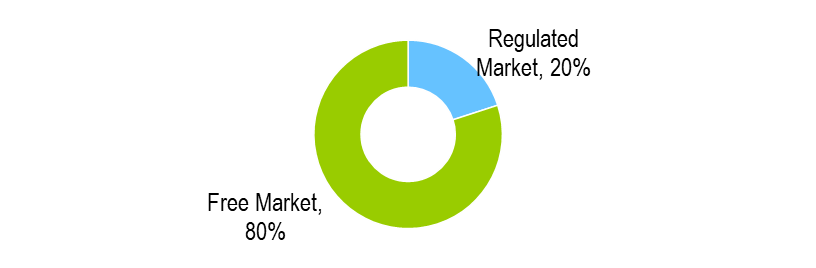 Regulated
Market, 20%
Free Market,
80%